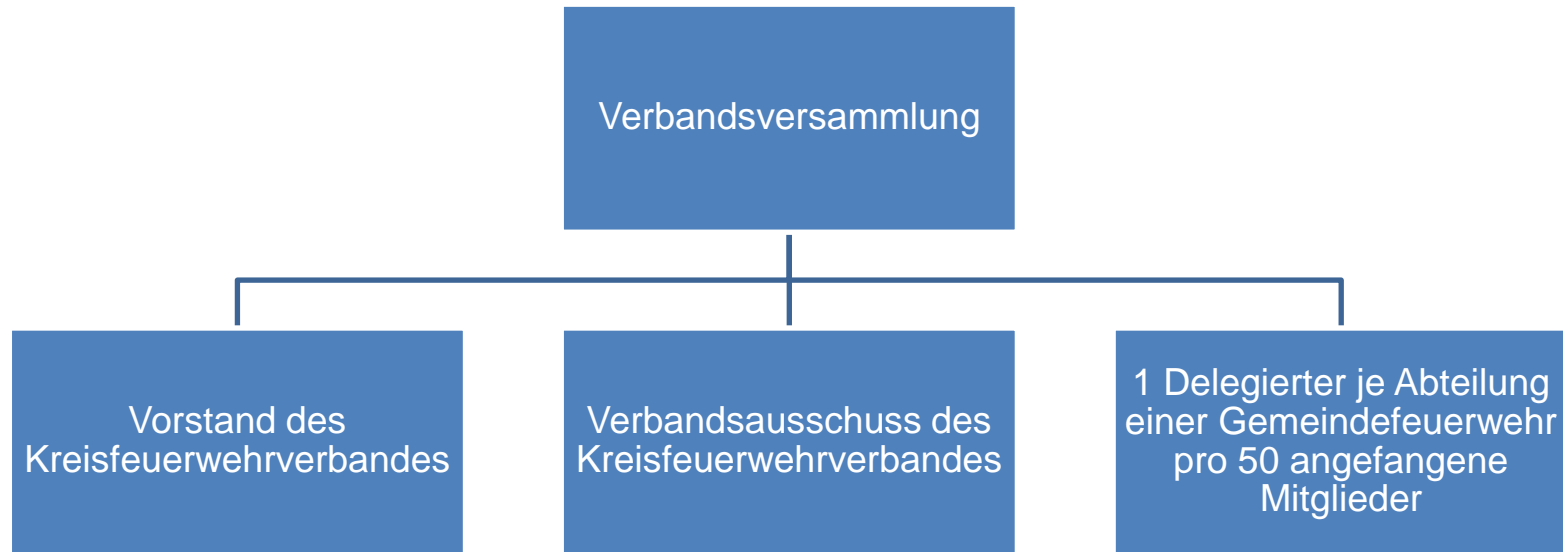 Verbandsversammlung
Vorstand des
Kreisfeuerwehrverbandes
Verbandsausschuss des
Kreisfeuerwehrverbandes
1 Delegierter je Abteilung
einer Gemeindefeuerwehr
pro 50 angefangene
Mitglieder